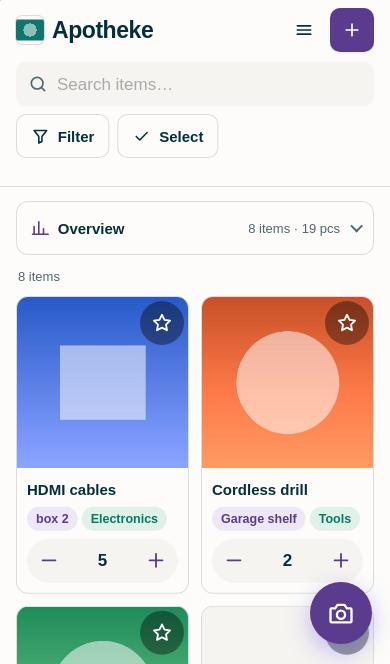 Apotheke
Search items…
Filter
Select
Overview
8 items · 19 pcs
8 items
HDMI cables
box 2
Electronics
5
Cordless drill
Garage shelf
Tools
2